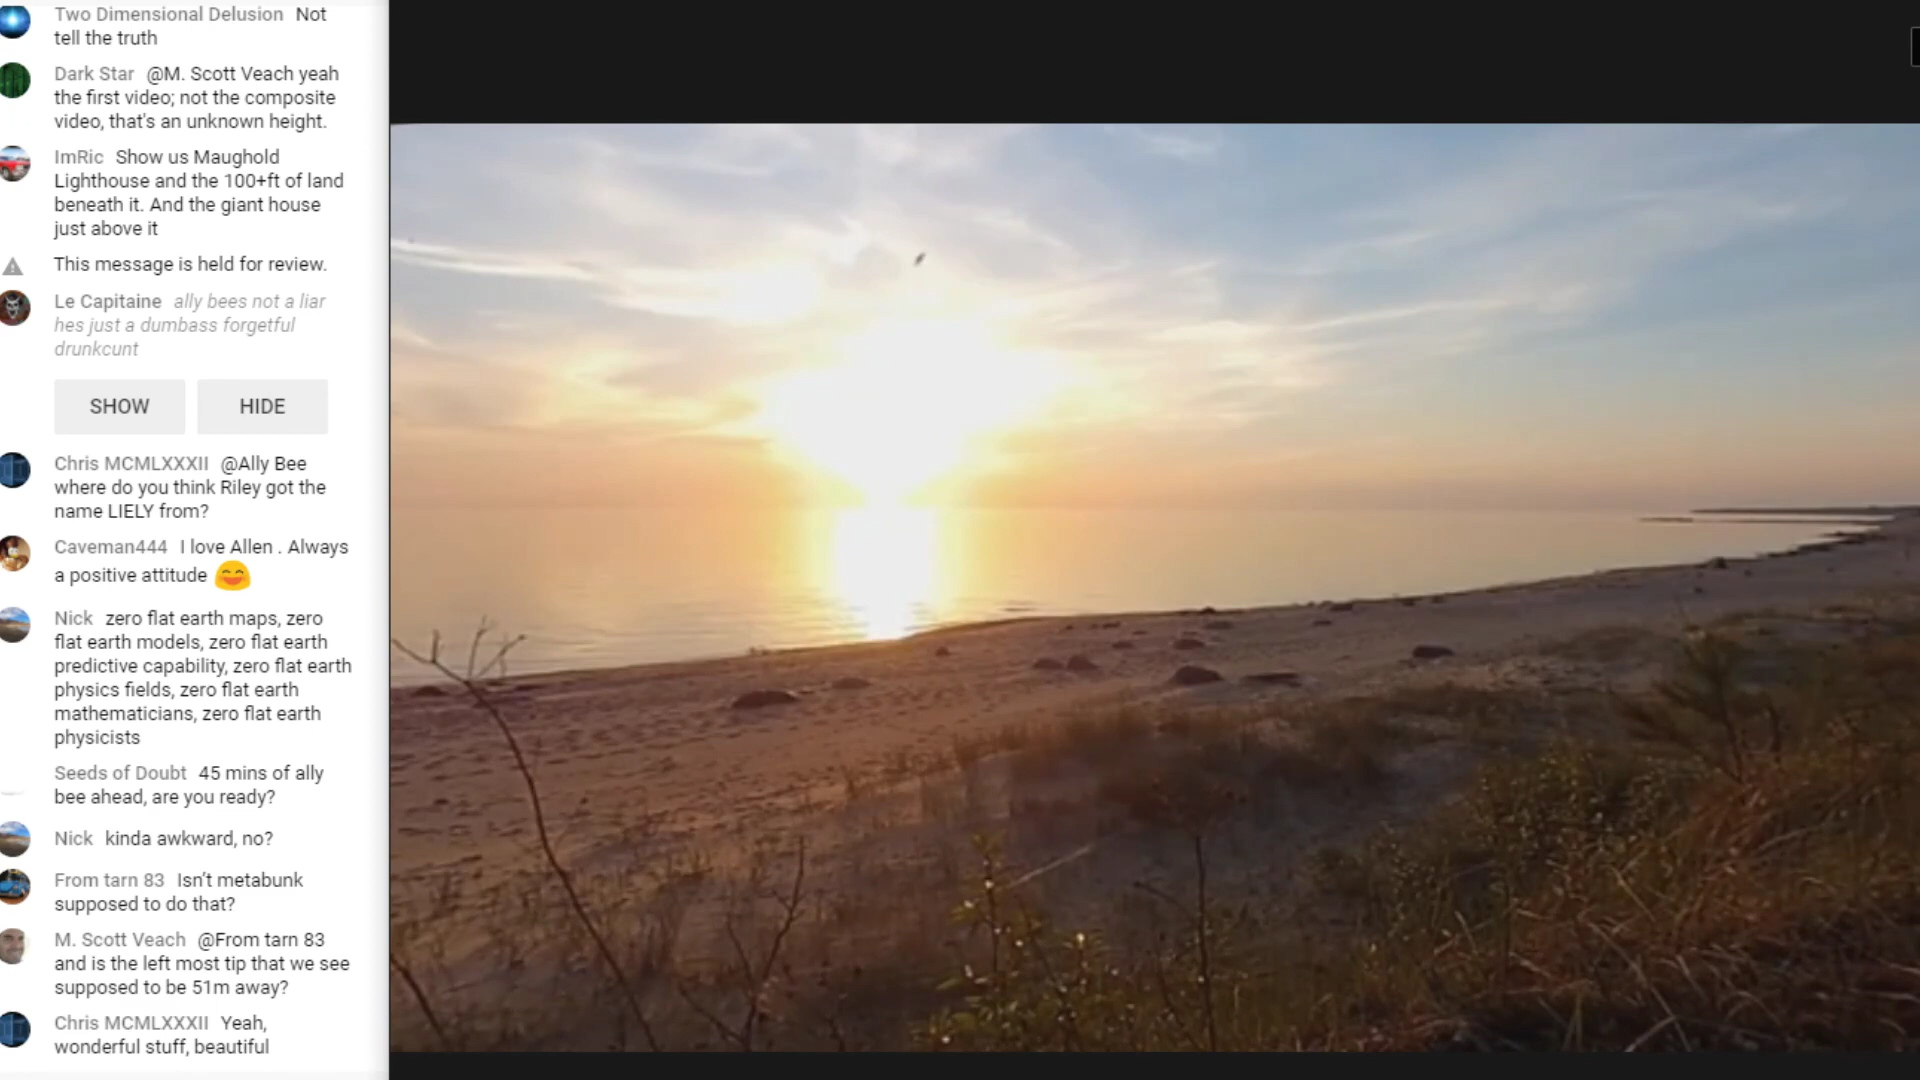 Two Dimensional Delusion Not
tell the truth
Dark Star @M. Scott Veach yeah
the first video; not the composite
video, that's an unknown height.
ImRic Show us Maughold
Lighthouse and the 100+ft of land
beneath it. And the giant house
just above it
This message is held for review.
Le Capitaine ally bees not a liar
hes just a dumbass forgetful
drunkcunt
SHOW HIDE
Chris MCMLXXXII @Ally Bee
where do you think Riley got the
name LIELY from?
Caveman444 I love Allen . Always
a positive attitude 😄
Nick zero flat earth maps, zero
flat earth models, zero flat earth
predictive capability, zero flat earth
physics fields, zero flat earth
mathematicians, zero flat earth
physicists
Seeds of Doubt 45 mins of ally
bee ahead, are you ready?
Nick kinda awkward, no?
From tarn 83 Isn't metabunk
supposed to do that?
M. Scott Veach @From tarn 83
and is the left most tip that we see
supposed to be 51m away?
Chris MCMLXXXII Yeah,
wonderful stuff, beautiful